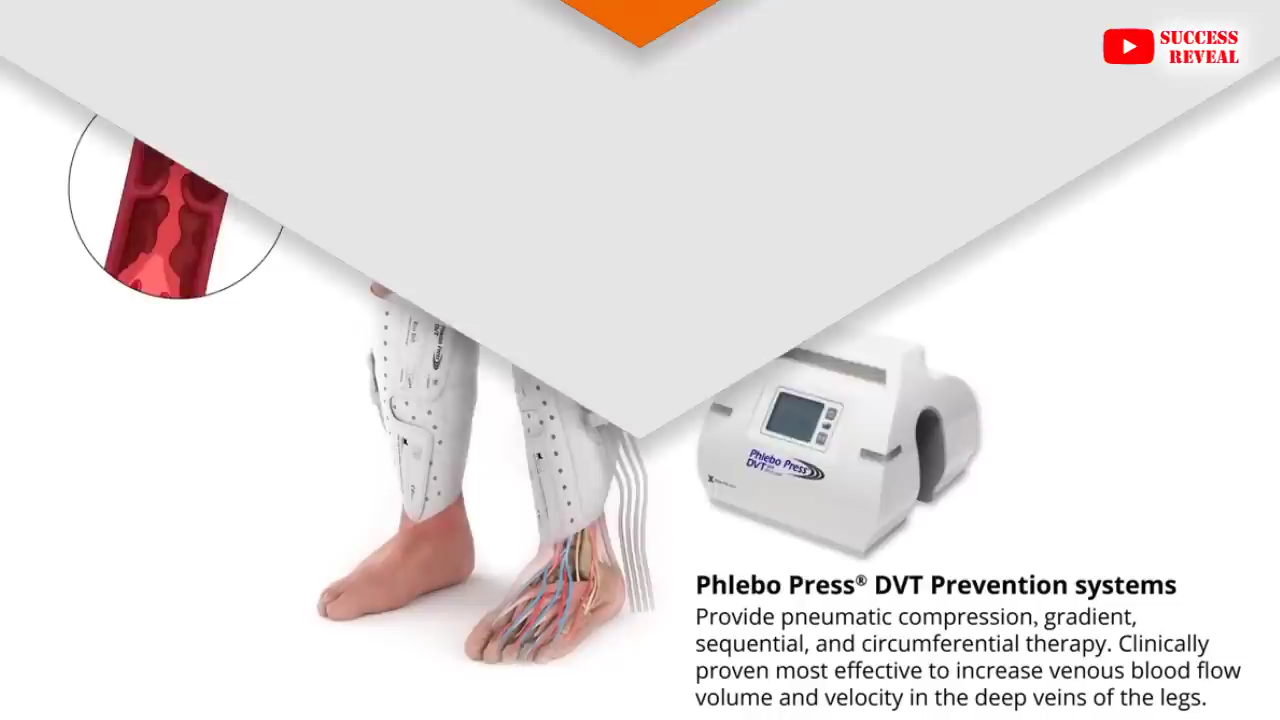 SUCCESS
REVEAL
Phlebo Press
DVT
Phlebo Press® DVT Prevention systems
Provide pneumatic compression, gradient,
sequential, and circumferential therapy. Clinically
proven most effective to increase venous blood flow
volume and velocity in the deep veins of the legs.